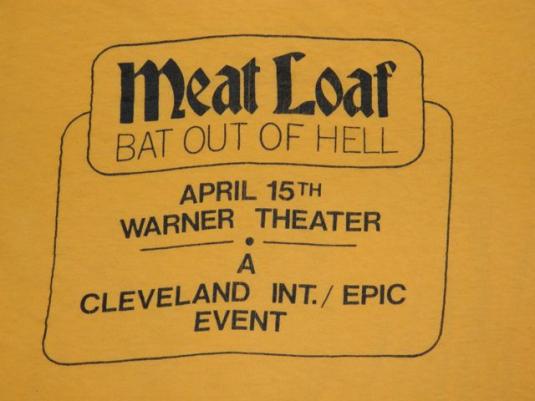 Meat Loaf
BAT OUT OF HELL
APRIL 15TH
WARNER THEATER
A
CLEVELAND INT./ EPIC
EVENT